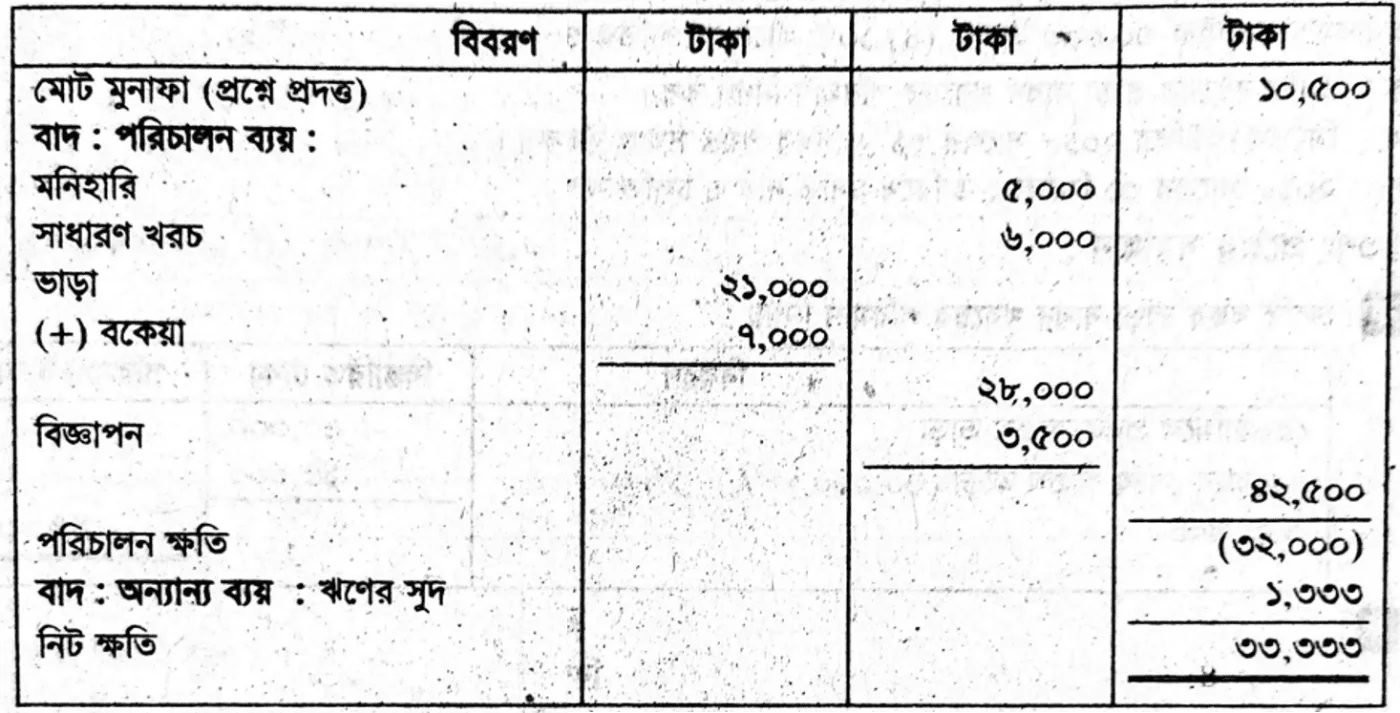 বিবরণ টাকা টাকা টাকা
মোট মুনাফা (প্রশ্নে প্রদত্ত) ১০,৫০০
বাদ : পরিচালন ব্যয় :
মনিহারি ৫,০০০
সাধারণ খরচ ৬,০০০
ভাড়া ২১,০০০
(+) বকেয়া ৭,০০০
২৮,০০০
বিজ্ঞাপন ৩,৫০০
৪২,৫০০
পরিচালন ক্ষতি (৩২,০০০)
বাদ : অন্যান্য ব্যয় : ঋণের সুদ ১,৩৩৩
নিট ক্ষতি ৩৩,৩৩৩